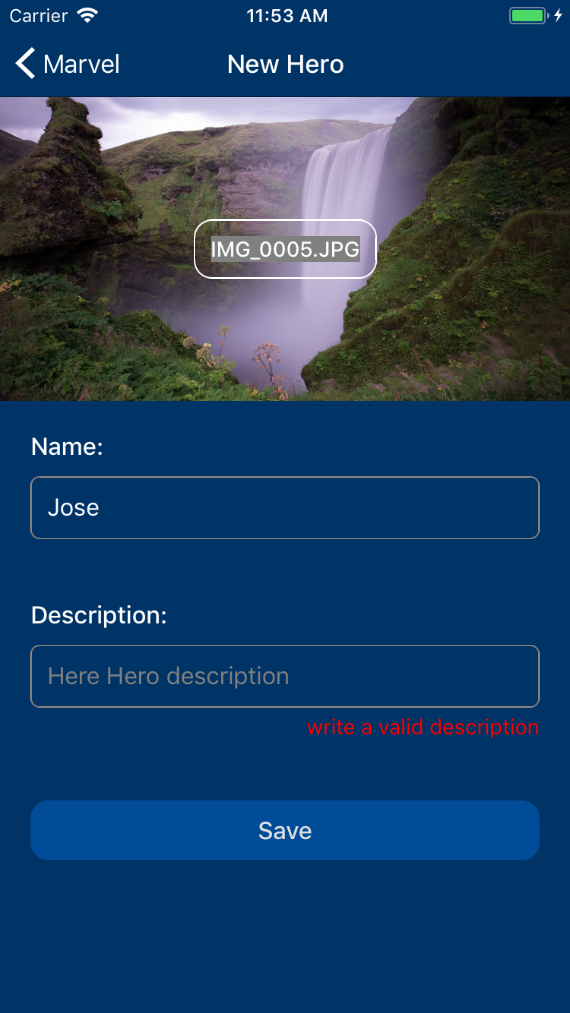 Carrier 11:53 AM
Marvel New Hero
IMG_0005.JPG
Name:
Jose
Description:
Here Hero description
write a valid description
Save